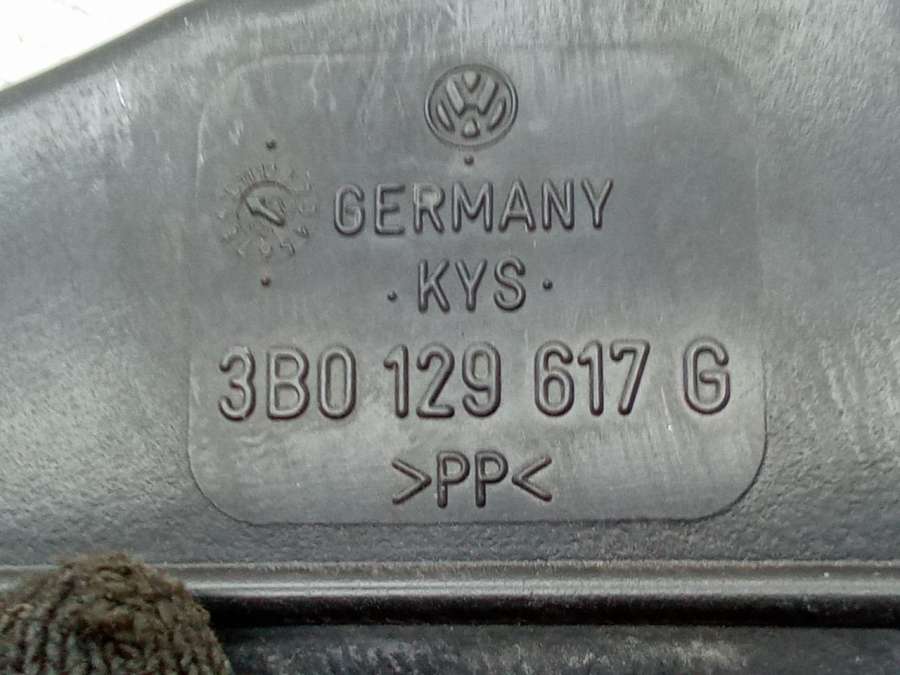 GERMANY
· KYS ·
3B0 129 617 G
>PP<